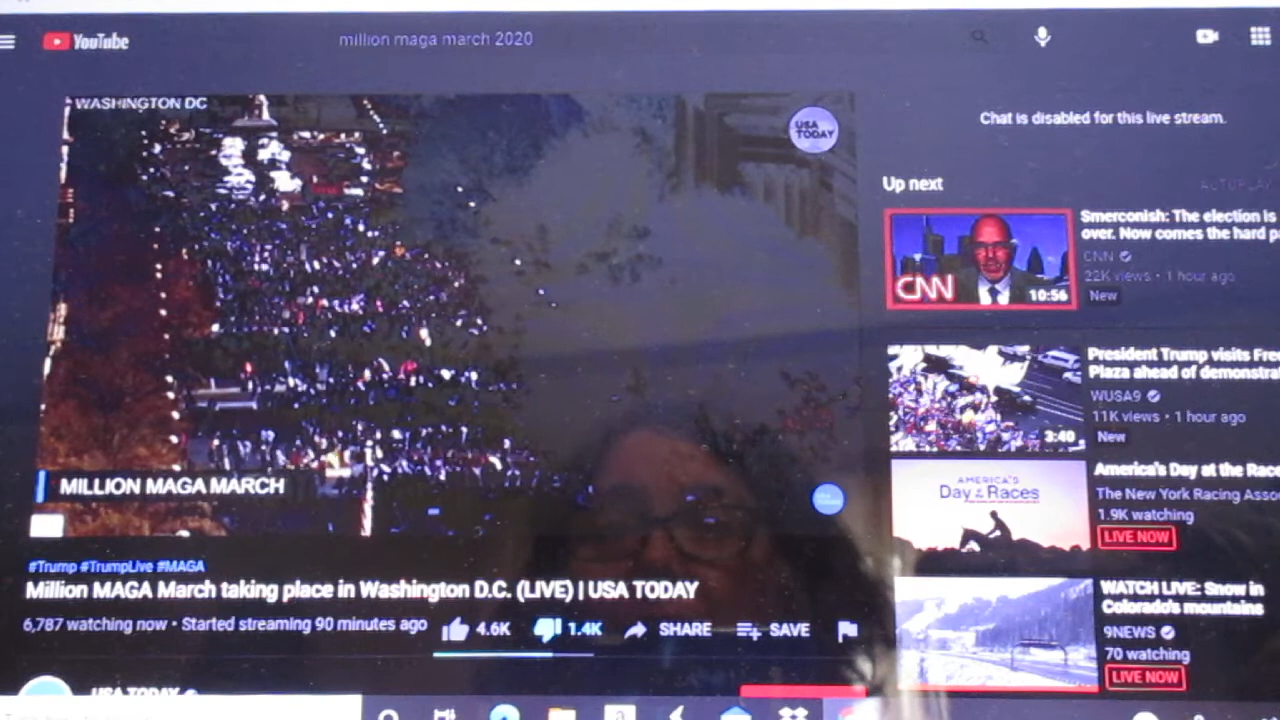 YouTube
million maga march 2020
WASHINGTON DC
USA
TODAY
MILLION MAGA MARCH
#Trump #TrumpLive #MAGA
Million MAGA March taking place in Washington D.C. (LIVE) | USA TODAY
6,787 watching now • Started streaming 90 minutes ago
4.6K
1.4K
SHARE
SAVE
USA TODAY
Chat is disabled for this live stream.
Up next
AUTOPLAY
CNN
10:56
Smerconish: The election is
over. Now comes the hard
CNN
22K views • 1 hour ago
New
3:40
President Trump visits
Plaza ahead of
WUSA9
11K views • 1 hour ago
New
AMERICA'S
Day at the Races
America's Day at the
The New York Racing
1.9K watching
LIVE NOW
WATCH LIVE: Snow in
Colorado's mountains
9NEWS
70 watching
LIVE NOW